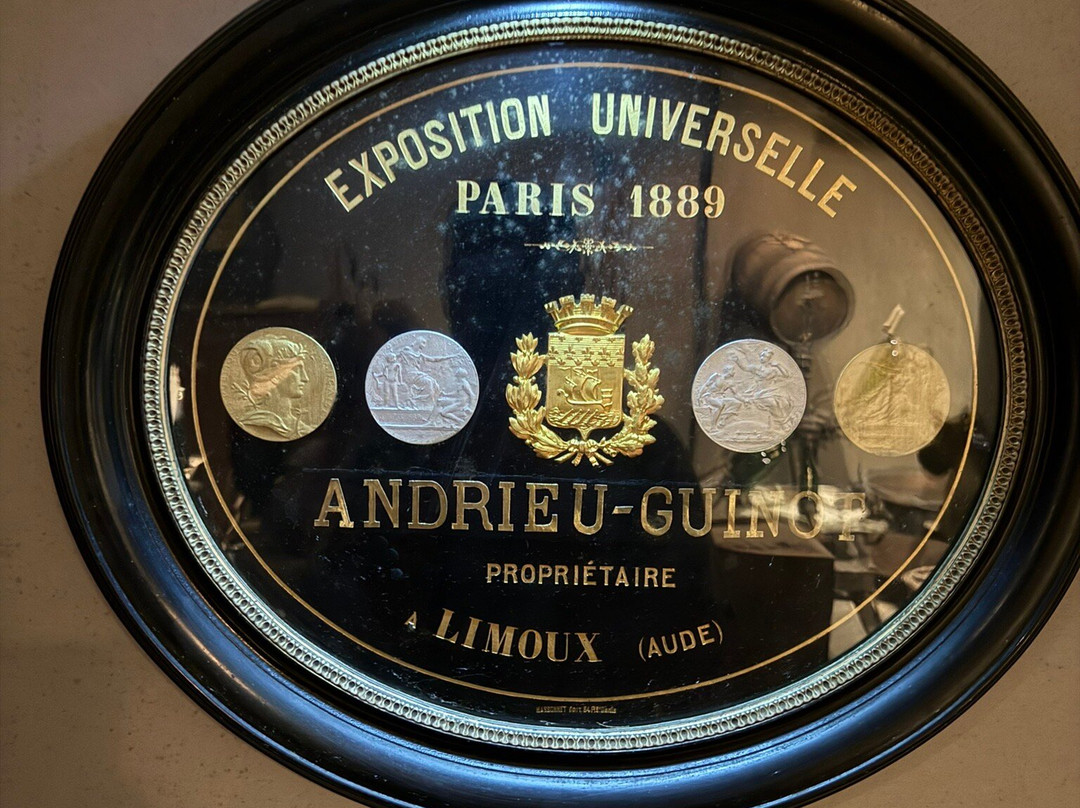 EXPOSITION UNIVERSELLE
PARIS 1889
ANDRIEU-GUINOT
PROPRIÉTAIRE
A LIMOUX (AUDE)